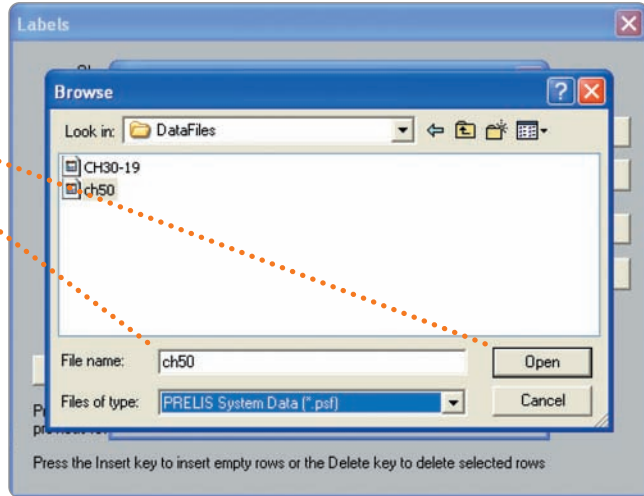 Labels
Browse
Look in: DataFiles
CH30-19
ch50
File name: ch50
Open
Files of type: PRELIS System Data (*.psf)
Cancel
Press the Insert key to insert empty rows or the Delete key to delete selected rows